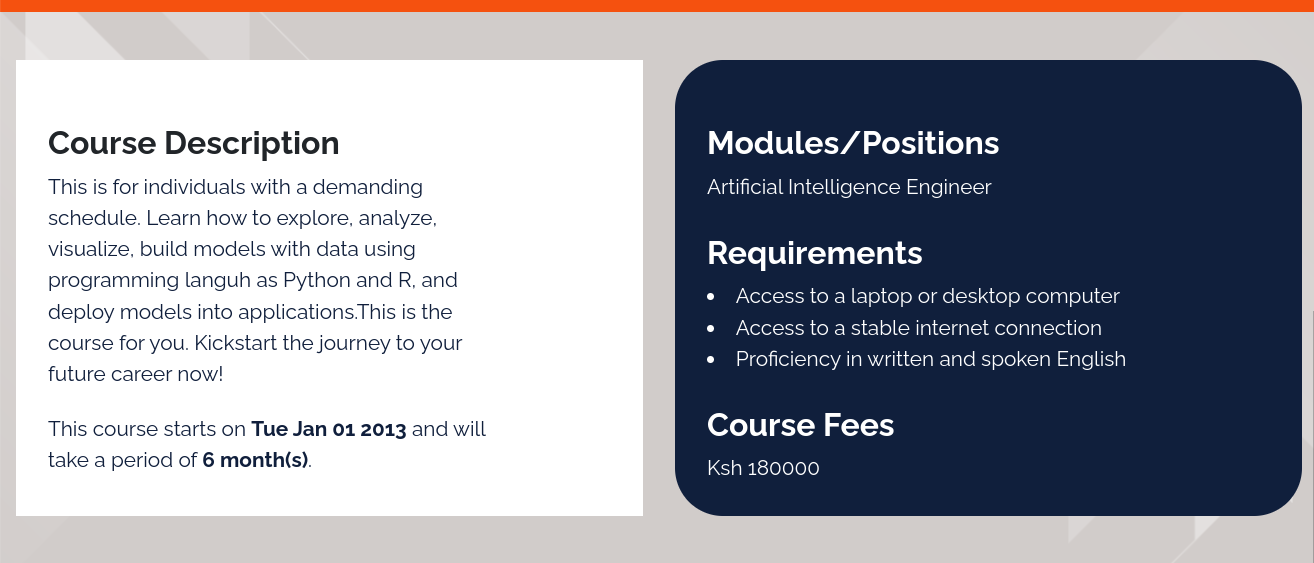 Course Description
This is for individuals with a demanding
schedule. Learn how to explore, analyze,
visualize, build models with data using
programming languh as Python and R, and
deploy models into applications.This is the
course for you. Kickstart the journey to your
future career now!
This course starts on Tue Jan 01 2013 and will
take a period of 6 month(s).
Modules/Positions
Artificial Intelligence Engineer
Requirements
• Access to a laptop or desktop computer
• Access to a stable internet connection
• Proficiency in written and spoken English
Course Fees
Ksh 180000